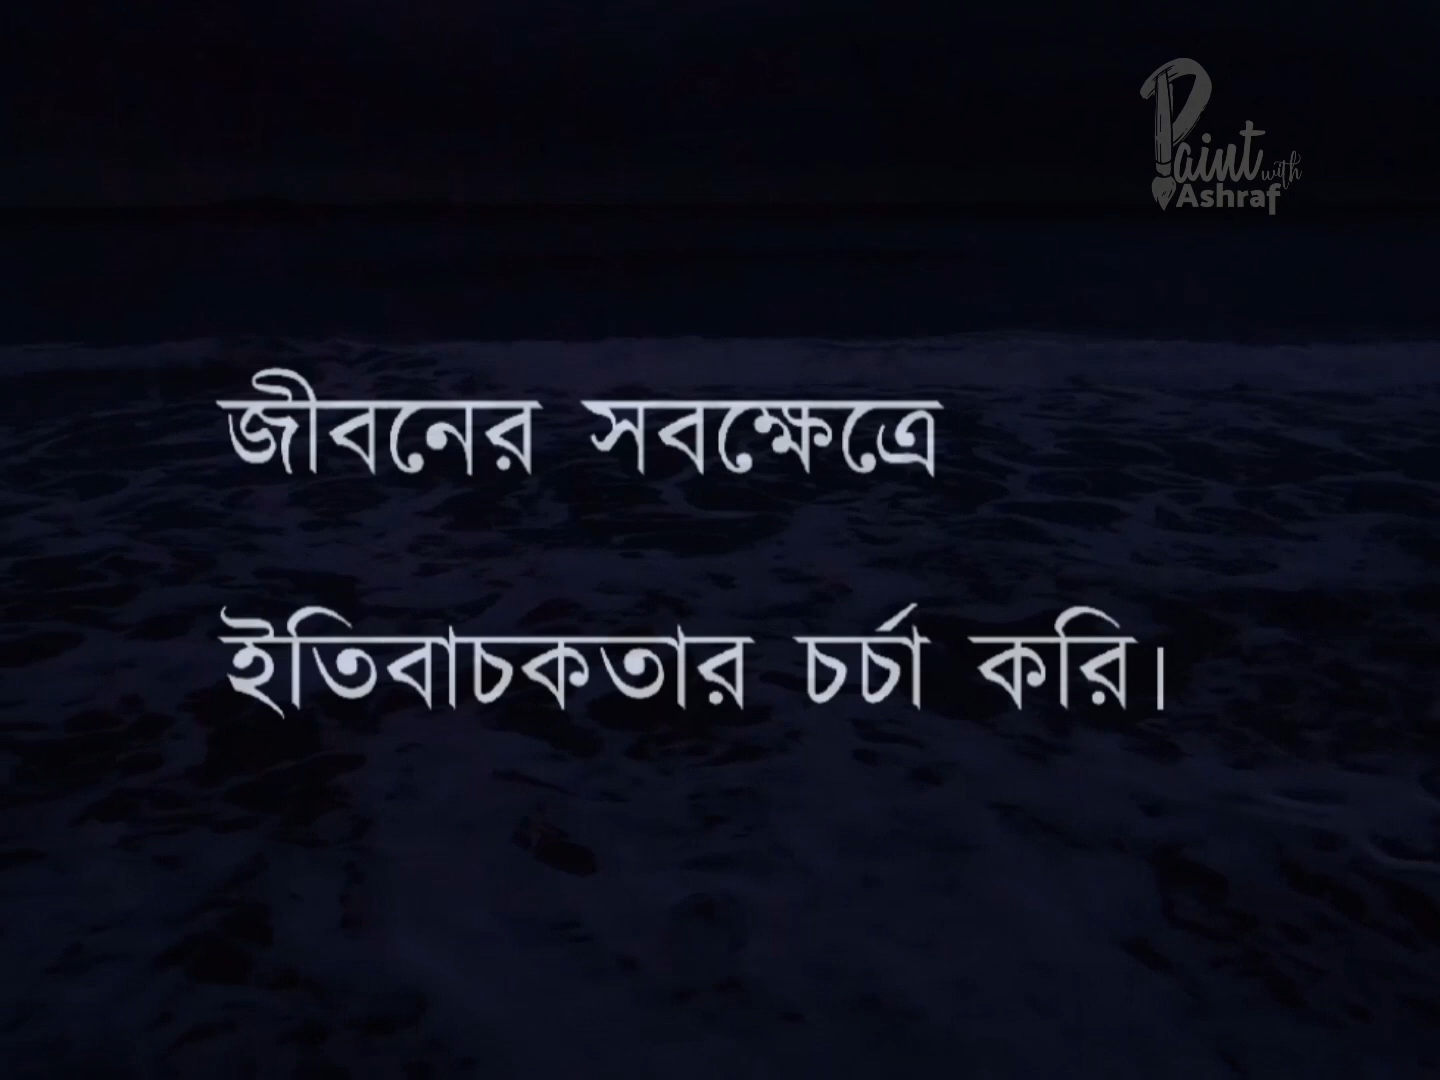 Paint with
Ashraf
জীবনের সবক্ষেত্রে
ইতিবাচকতার চর্চা করি।